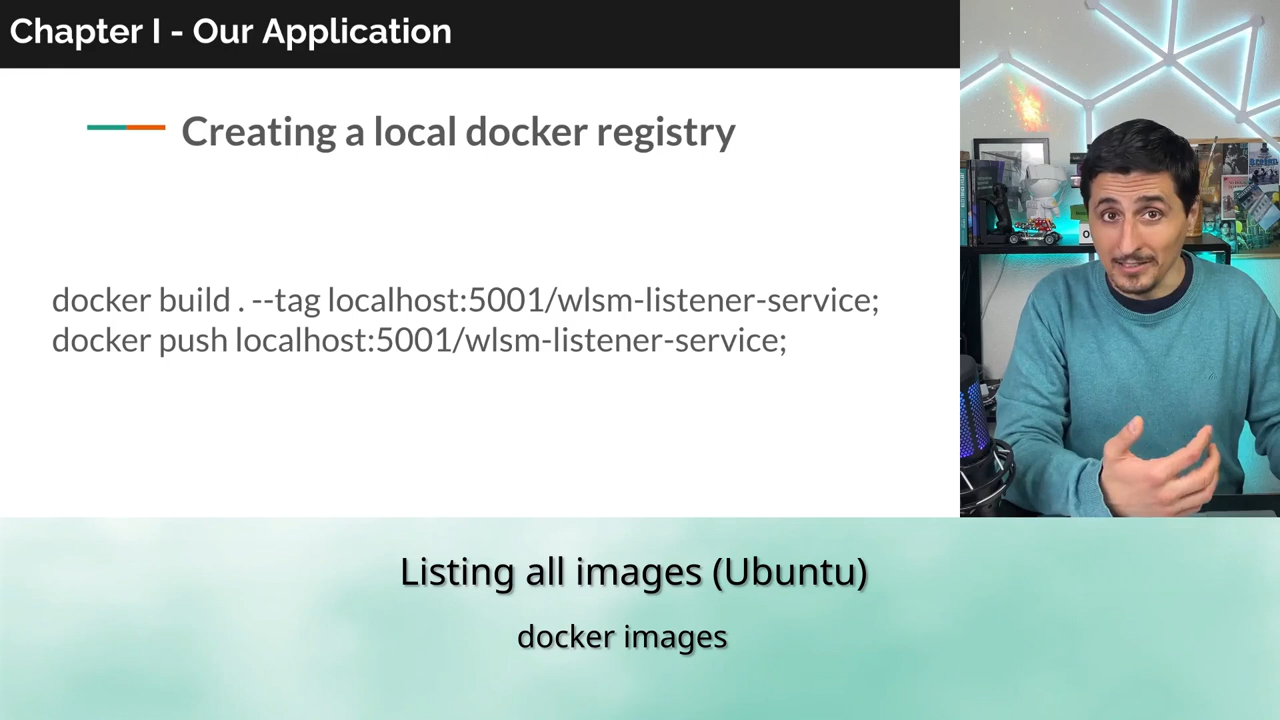 Chapter I - Our Application
Creating a local docker registry
docker build . --tag localhost:5001/wlsm-listener-service;
docker push localhost:5001/wlsm-listener-service;
Listing all images (Ubuntu)
docker images